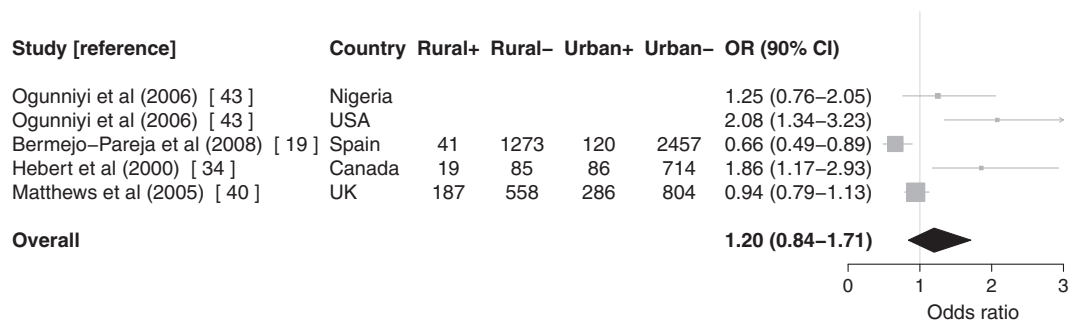 Study [reference] Country Rural+ Rural− Urban+ Urban− OR (90% CI)
Ogunniyi et al (2006) [ 43 ] Nigeria 1.25 (0.76−2.05)
Ogunniyi et al (2006) [ 43 ] USA 2.08 (1.34−3.23)
Bermejo−Pareja et al (2008) [ 19 ] Spain 41 1273 120 2457 0.66 (0.49−0.89)
Hebert et al (2000) [ 34 ] Canada 19 85 86 714 1.86 (1.17−2.93)
Matthews et al (2005) [ 40 ] UK 187 558 286 804 0.94 (0.79−1.13)
Overall 1.20 (0.84−1.71)
0 1 2 3
Odds ratio